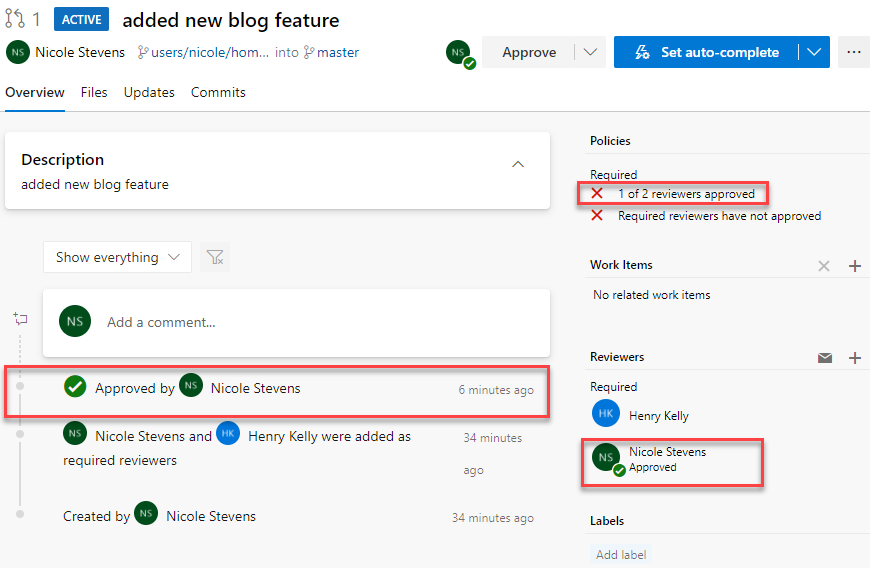 1 ACTIVE added new blog feature
NS Nicole Stevens users/nicole/hom... into master NS Approve Set auto-complete ...
Overview Files Updates Commits
Description
added new blog feature
Show everything
NS Add a comment...
Approved by NS Nicole Stevens 6 minutes ago
NS Nicole Stevens and HK Henry Kelly were added as 34 minutes
required reviewers ago
Created by NS Nicole Stevens 34 minutes ago
Policies
Required
1 of 2 reviewers approved
Required reviewers have not approved
Work Items
No related work items
Reviewers
Required
HK Henry Kelly
NS Nicole Stevens
Approved
Labels
Add label